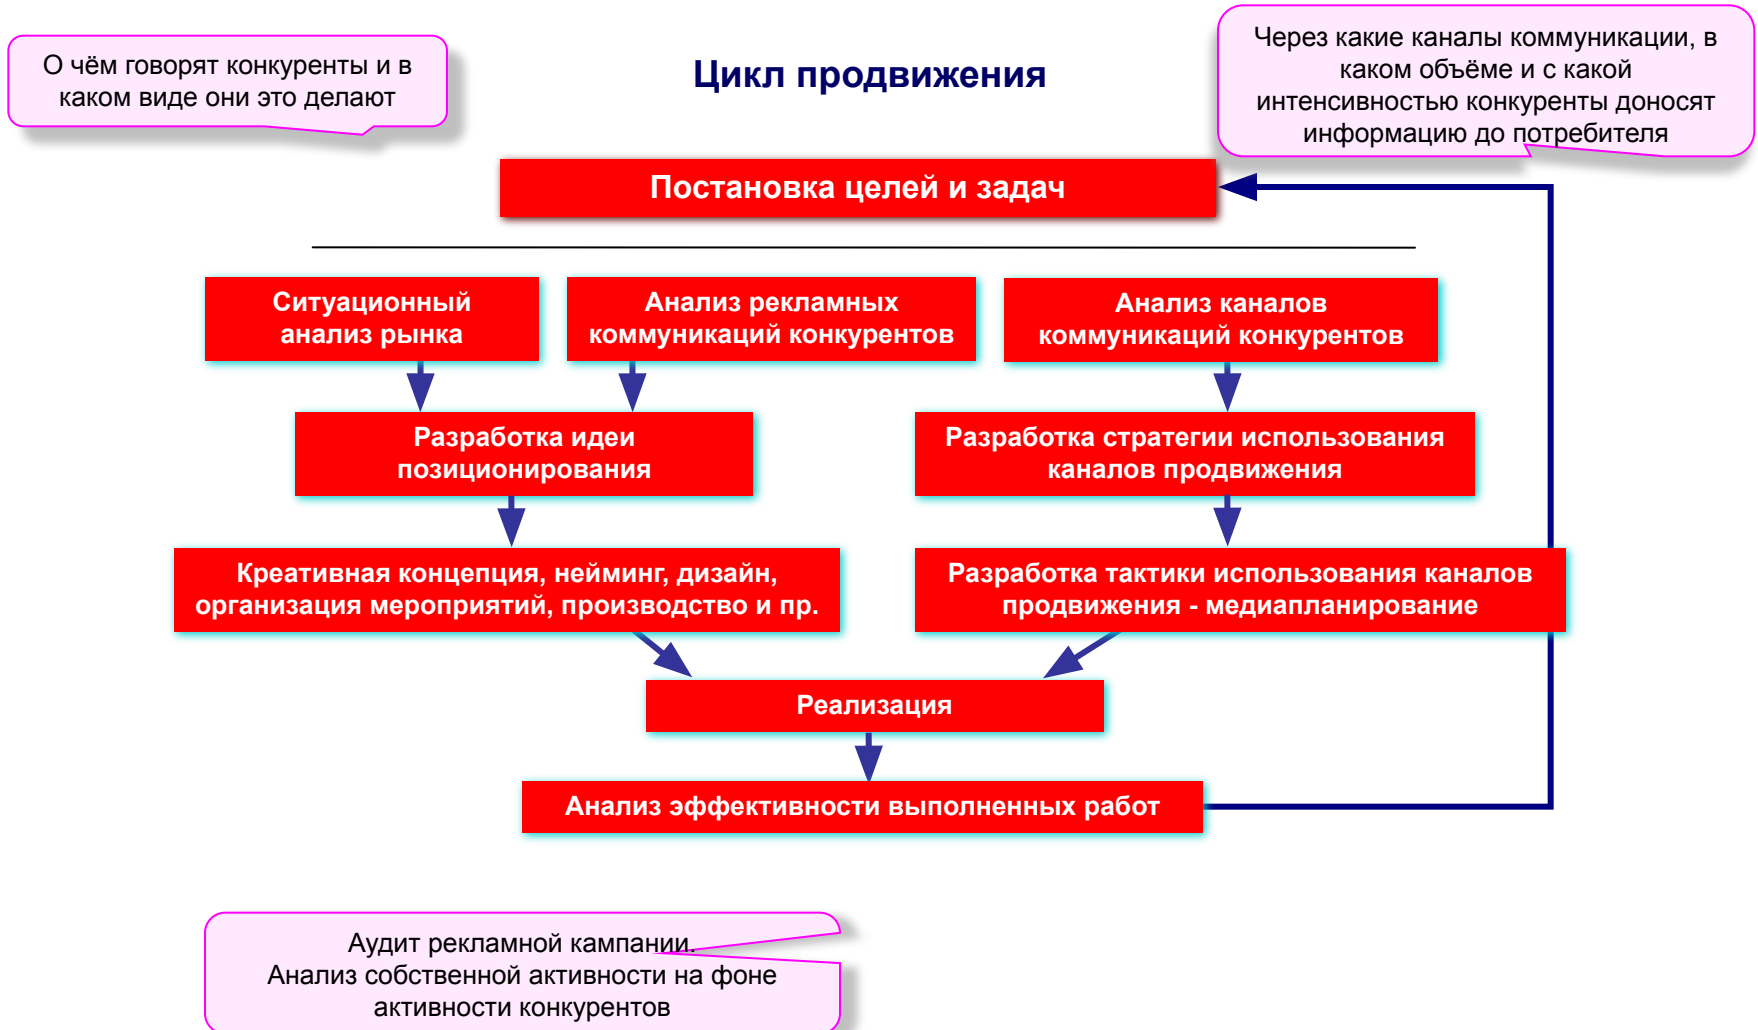 О чём говорят конкуренты и в
каком виде они это делают
Цикл продвижения
Через какие каналы коммуникации, в
каком объёме и с какой
интенсивностью конкуренты доносят
информацию до потребителя
Постановка целей и задач
Ситуационный
анализ рынка
Анализ рекламных
коммуникаций конкурентов
Анализ каналов
коммуникаций конкурентов
Разработка идеи
позиционирования
Разработка стратегии использования
каналов продвижения
Креативная концепция, нейминг, дизайн,
организация мероприятий, производство и пр.
Разработка тактики использования каналов
продвижения - медиапланирование
Реализация
Анализ эффективности выполненных работ
Аудит рекламной кампании.
Анализ собственной активности на фоне
активности конкурентов